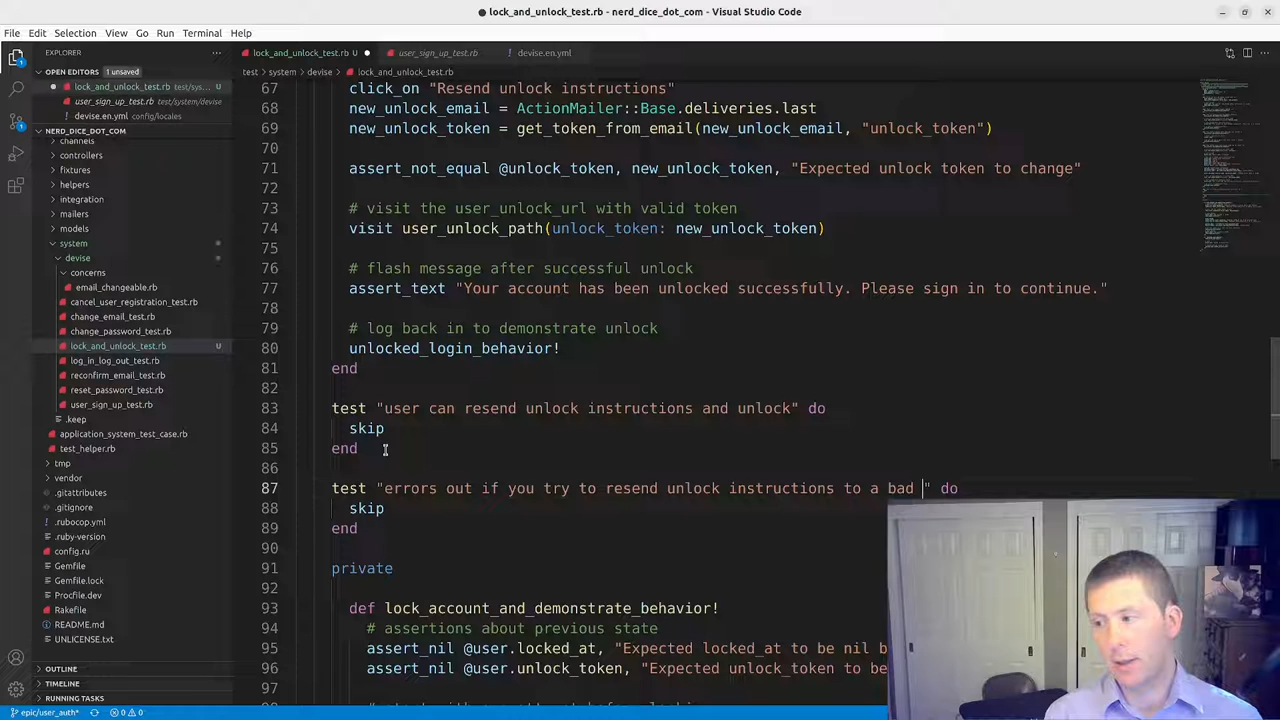 lock_and_unlock_test.rb - nerd_dice_dot_com - Visual Studio Code
File Edit Selection View Go Run Terminal Help
EXPLORER
OPEN EDITORS 1 unsaved
lock_and_unlock_test.rb test/sys... U
user_sign_up_test.rb test/system/devise
devise.en.yml config/locales
NERD_DICE_DOT_COM
channels
controllers
fixtures
helpers
integration
mailers
models
system
devise
concerns
email_changeable.rb
cancel_user_registration_test.rb
change_email_test.rb
change_password_test.rb
lock_and_unlock_test.rb U
log_in_log_out_test.rb
reconfirm_email_test.rb
reset_password_test.rb
user_sign_up_test.rb
.keep
application_system_test_case.rb
test_helper.rb
tmp
vendor
.gitattributes
.gitignore
.rubocop.yml
.ruby-version
config.ru
Gemfile
Gemfile.lock
Procfile.dev
Rakefile
README.md
UNLICENSE.txt
OUTLINE
TIMELINE
RUNNING TASKS
epic/user_auth* 0 0
lock_and_unlock_test.rb U user_sign_up_test.rb devise.en.yml
test > system > devise > lock_and_unlock_test.rb
67 click_on "Resend unlock instructions"
68 new_unlock_email = ActionMailer::Base.deliveries.last
69 new_unlock_token = get_token_from_email(new_unlock_email, "unlock_token")
70
71 assert_not_equal @unlock_token, new_unlock_token, "Expected unlock token to change"
72
73 # visit the user_unlock_url with valid token
74 visit user_unlock_path(unlock_token: new_unlock_token)
75
76 # flash message after successful unlock
77 assert_text "Your account has been unlocked successfully. Please sign in to continue."
78
79 # log back in to demonstrate unlock
80 unlocked_login_behavior!
81 end
82
83 test "user can resend unlock instructions and unlock" do
84 skip
85 end
86
87 test "errors out if you try to resend unlock instructions to a bad " do
88 skip
89 end
90
91 private
92
93 def lock_account_and_demonstrate_behavior!
94 # assertions about previous state
95 assert_nil @user.locked_at, "Expected locked_at to be nil b
96 assert_nil @user.unlock_token, "Expected unlock_token to be
97